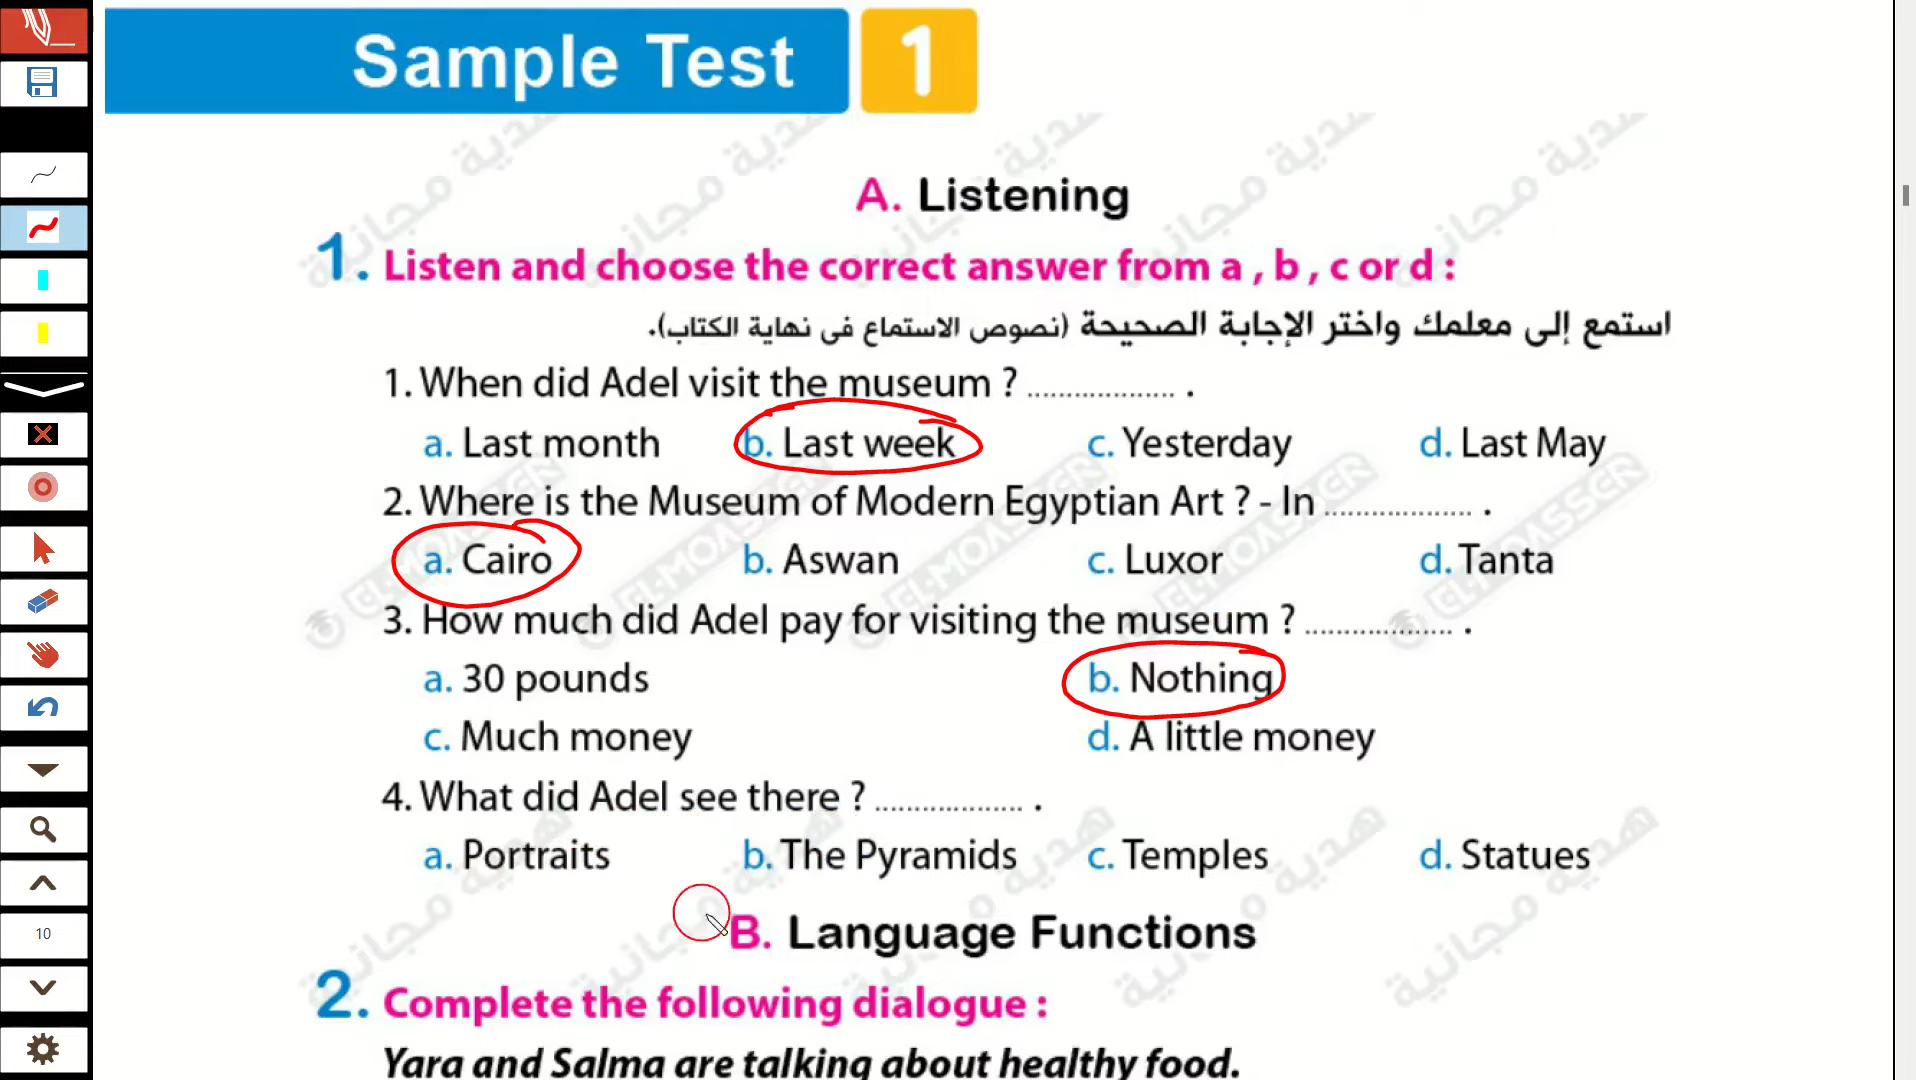 Sample Test 1
A. Listening
1. Listen and choose the correct answer from a , b , c or d :
استمع إلى معلمك واختر الإجابة الصحيحة (نصوص الاستماع فى نهاية الكتاب).
1. When did Adel visit the museum ? ................... .
a. Last month b. Last week c. Yesterday d. Last May
2. Where is the Museum of Modern Egyptian Art ? - In ................... .
a. Cairo b. Aswan c. Luxor d. Tanta
3. How much did Adel pay for visiting the museum ? ................... .
a. 30 pounds b. Nothing
c. Much money d. A little money
4. What did Adel see there ? ................... .
a. Portraits b. The Pyramids c. Temples d. Statues
B. Language Functions
2. Complete the following dialogue :
Yara and Salma are talking about healthy food.
هدية مجانية
EL-MOASSER
10